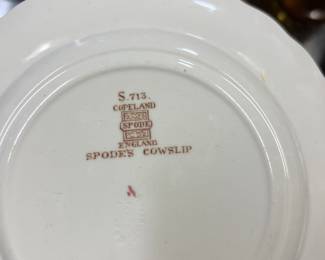 S.713.
COPELAND
SPODE
ENGLAND
SPODE'S COWSLIP